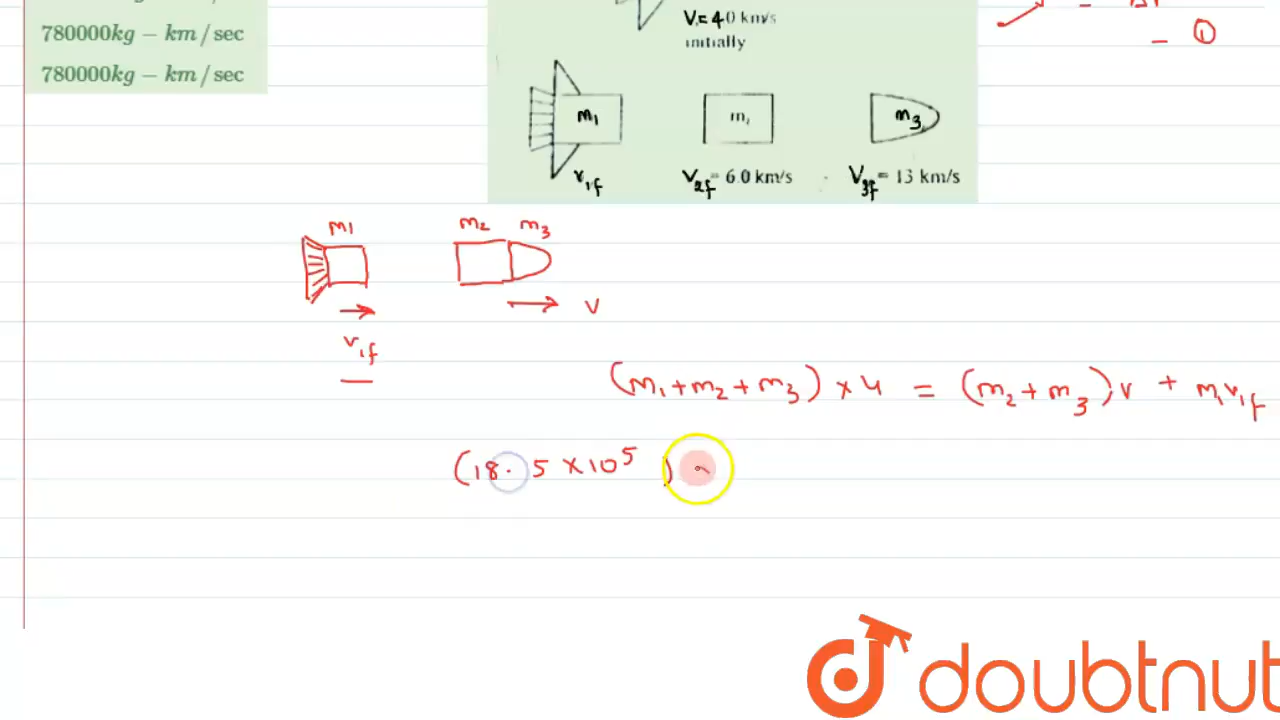 780000kg − km / sec
780000kg − km / sec
V = 4.0 km/s
initially
– ①
m₁
m₃
v₁f
V₂f = 6.0 km/s
V₃f = 13 km/s
m₁
m₂ m₃
v
v₁f
(m₁ + m₂ + m₃) × 4 = (m₂ + m₃) v + m₁v₁f
(18.5 × 10⁵)
doubtnut